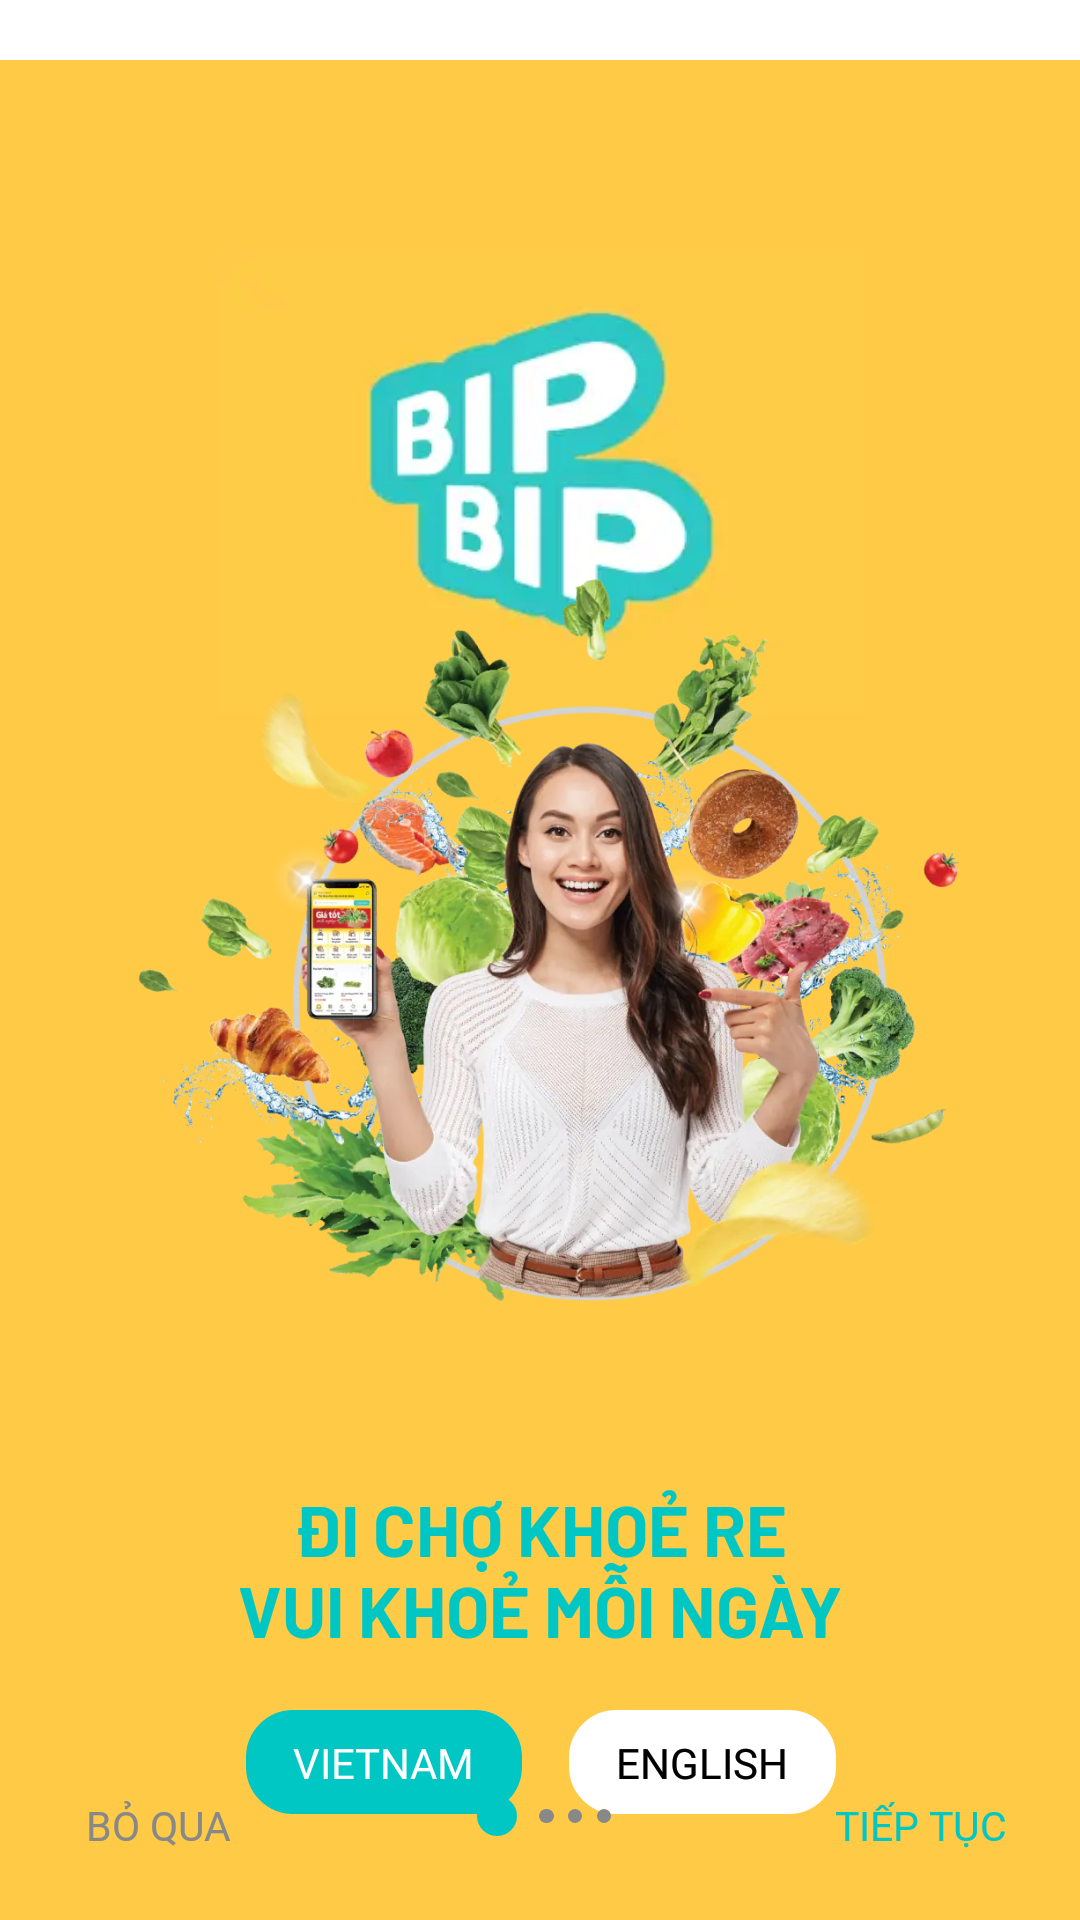 BIP
BIP
Giá tốt
ĐI CHỢ KHOẺ RE
VUI KHOẺ MỖI NGÀY
VIETNAM
ENGLISH
BỎ QUA
TIẾP TỤC